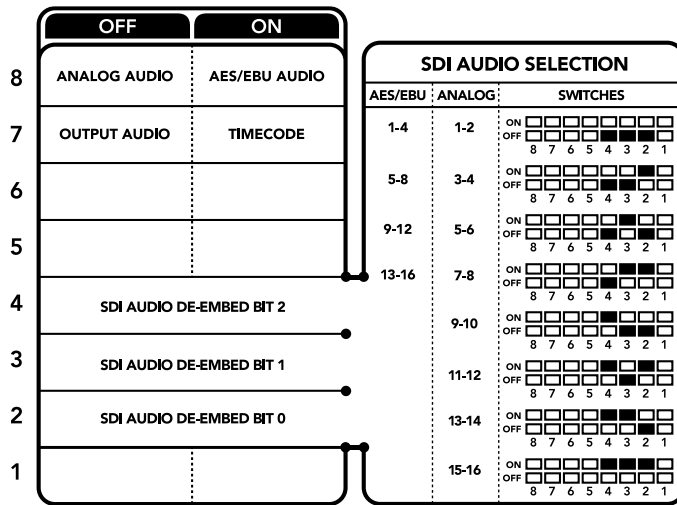 OFF ON
8 ANALOG AUDIO AES/EBU AUDIO
7 OUTPUT AUDIO TIMECODE
6
5
4 SDI AUDIO DE-EMBED BIT 2
3 SDI AUDIO DE-EMBED BIT 1
2 SDI AUDIO DE-EMBED BIT 0
1
SDI AUDIO SELECTION
AES/EBU ANALOG SWITCHES
1-4 1-2 ON
OFF
8 7 6 5 4 3 2 1
5-8 3-4 ON
OFF
8 7 6 5 4 3 2 1
9-12 5-6 ON
OFF
8 7 6 5 4 3 2 1
13-16 7-8 ON
OFF
8 7 6 5 4 3 2 1
9-10 ON
OFF
8 7 6 5 4 3 2 1
11-12 ON
OFF
8 7 6 5 4 3 2 1
13-14 ON
OFF
8 7 6 5 4 3 2 1
15-16 ON
OFF
8 7 6 5 4 3 2 1